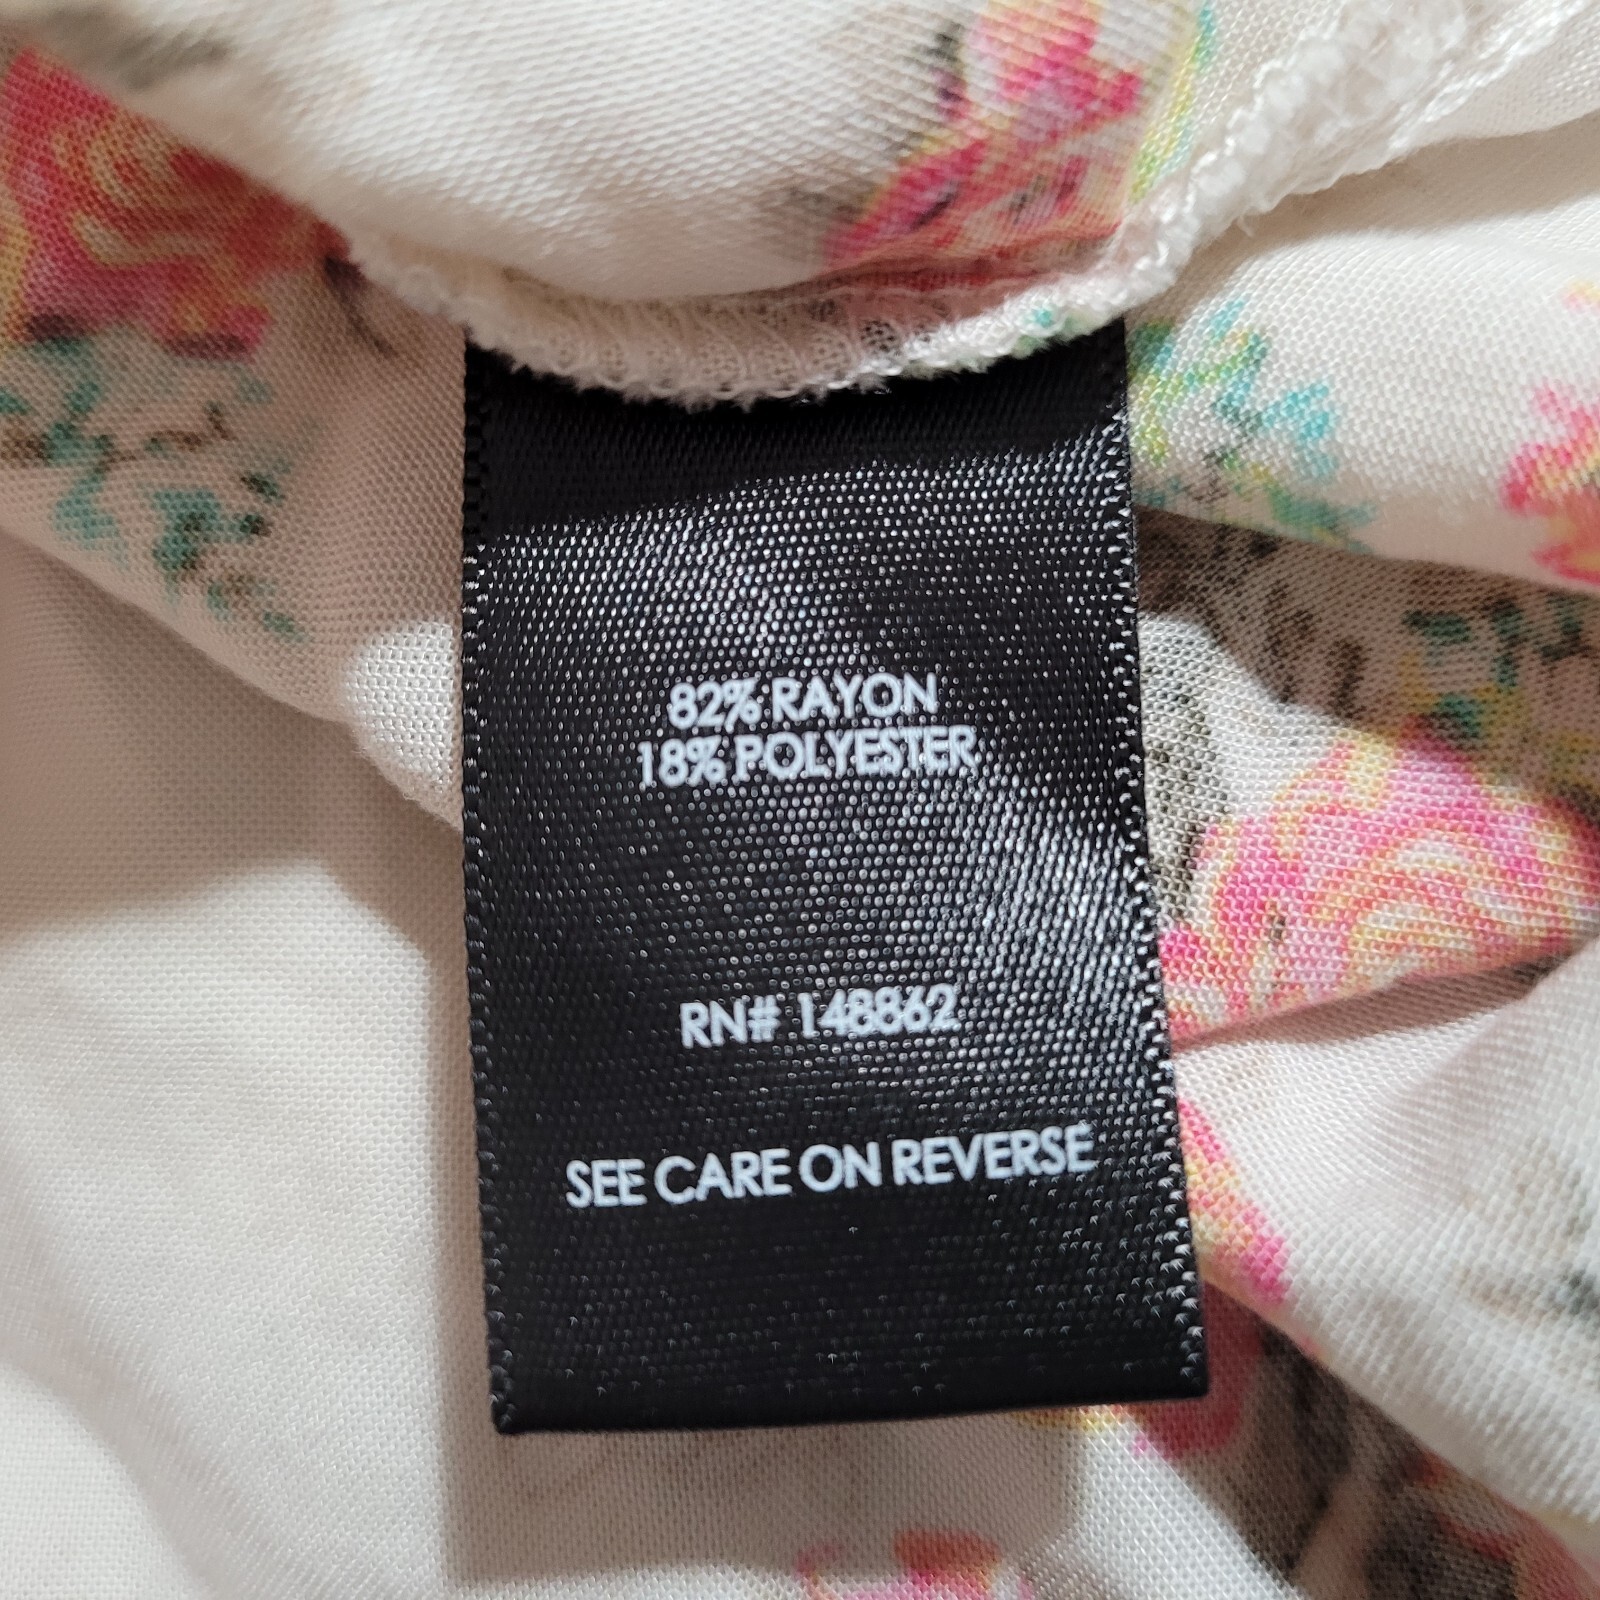 82% RAYON
18% POLYESTER
RN# 148862
SEE CARE ON REVERSE